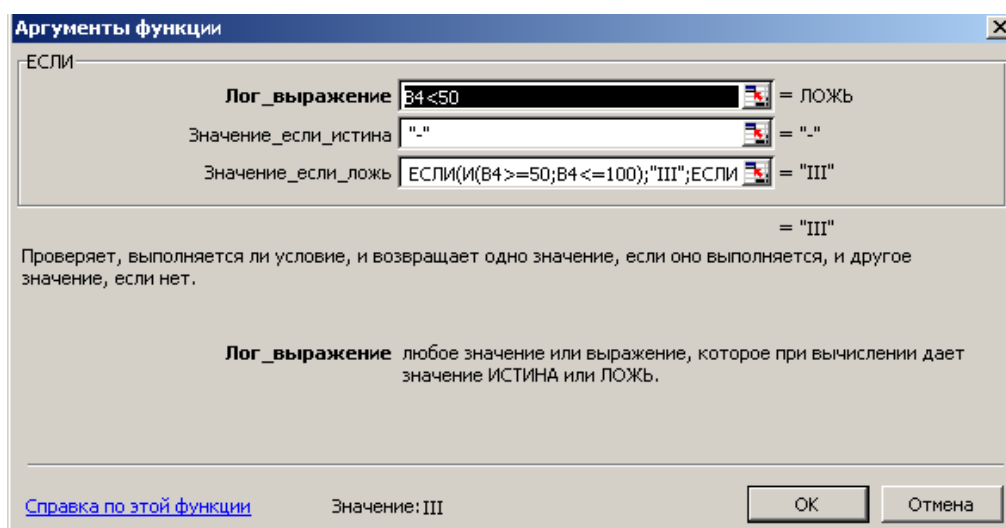 Аргументы функции
ЕСЛИ
Лог_выражение B4<50 = ЛОЖЬ
Значение_если_истина "-" = "-"
Значение_если_ложь ЕСЛИ(И(B4>=50;B4<=100);"III";ЕСЛИ = "III"
= "III"
Проверяет, выполняется ли условие, и возвращает одно значение, если оно выполняется, и другое
значение, если нет.
Лог_выражение любое значение или выражение, которое при вычислении дает
значение ИСТИНА или ЛОЖЬ.
Справка по этой функции Значение: III OK Отмена